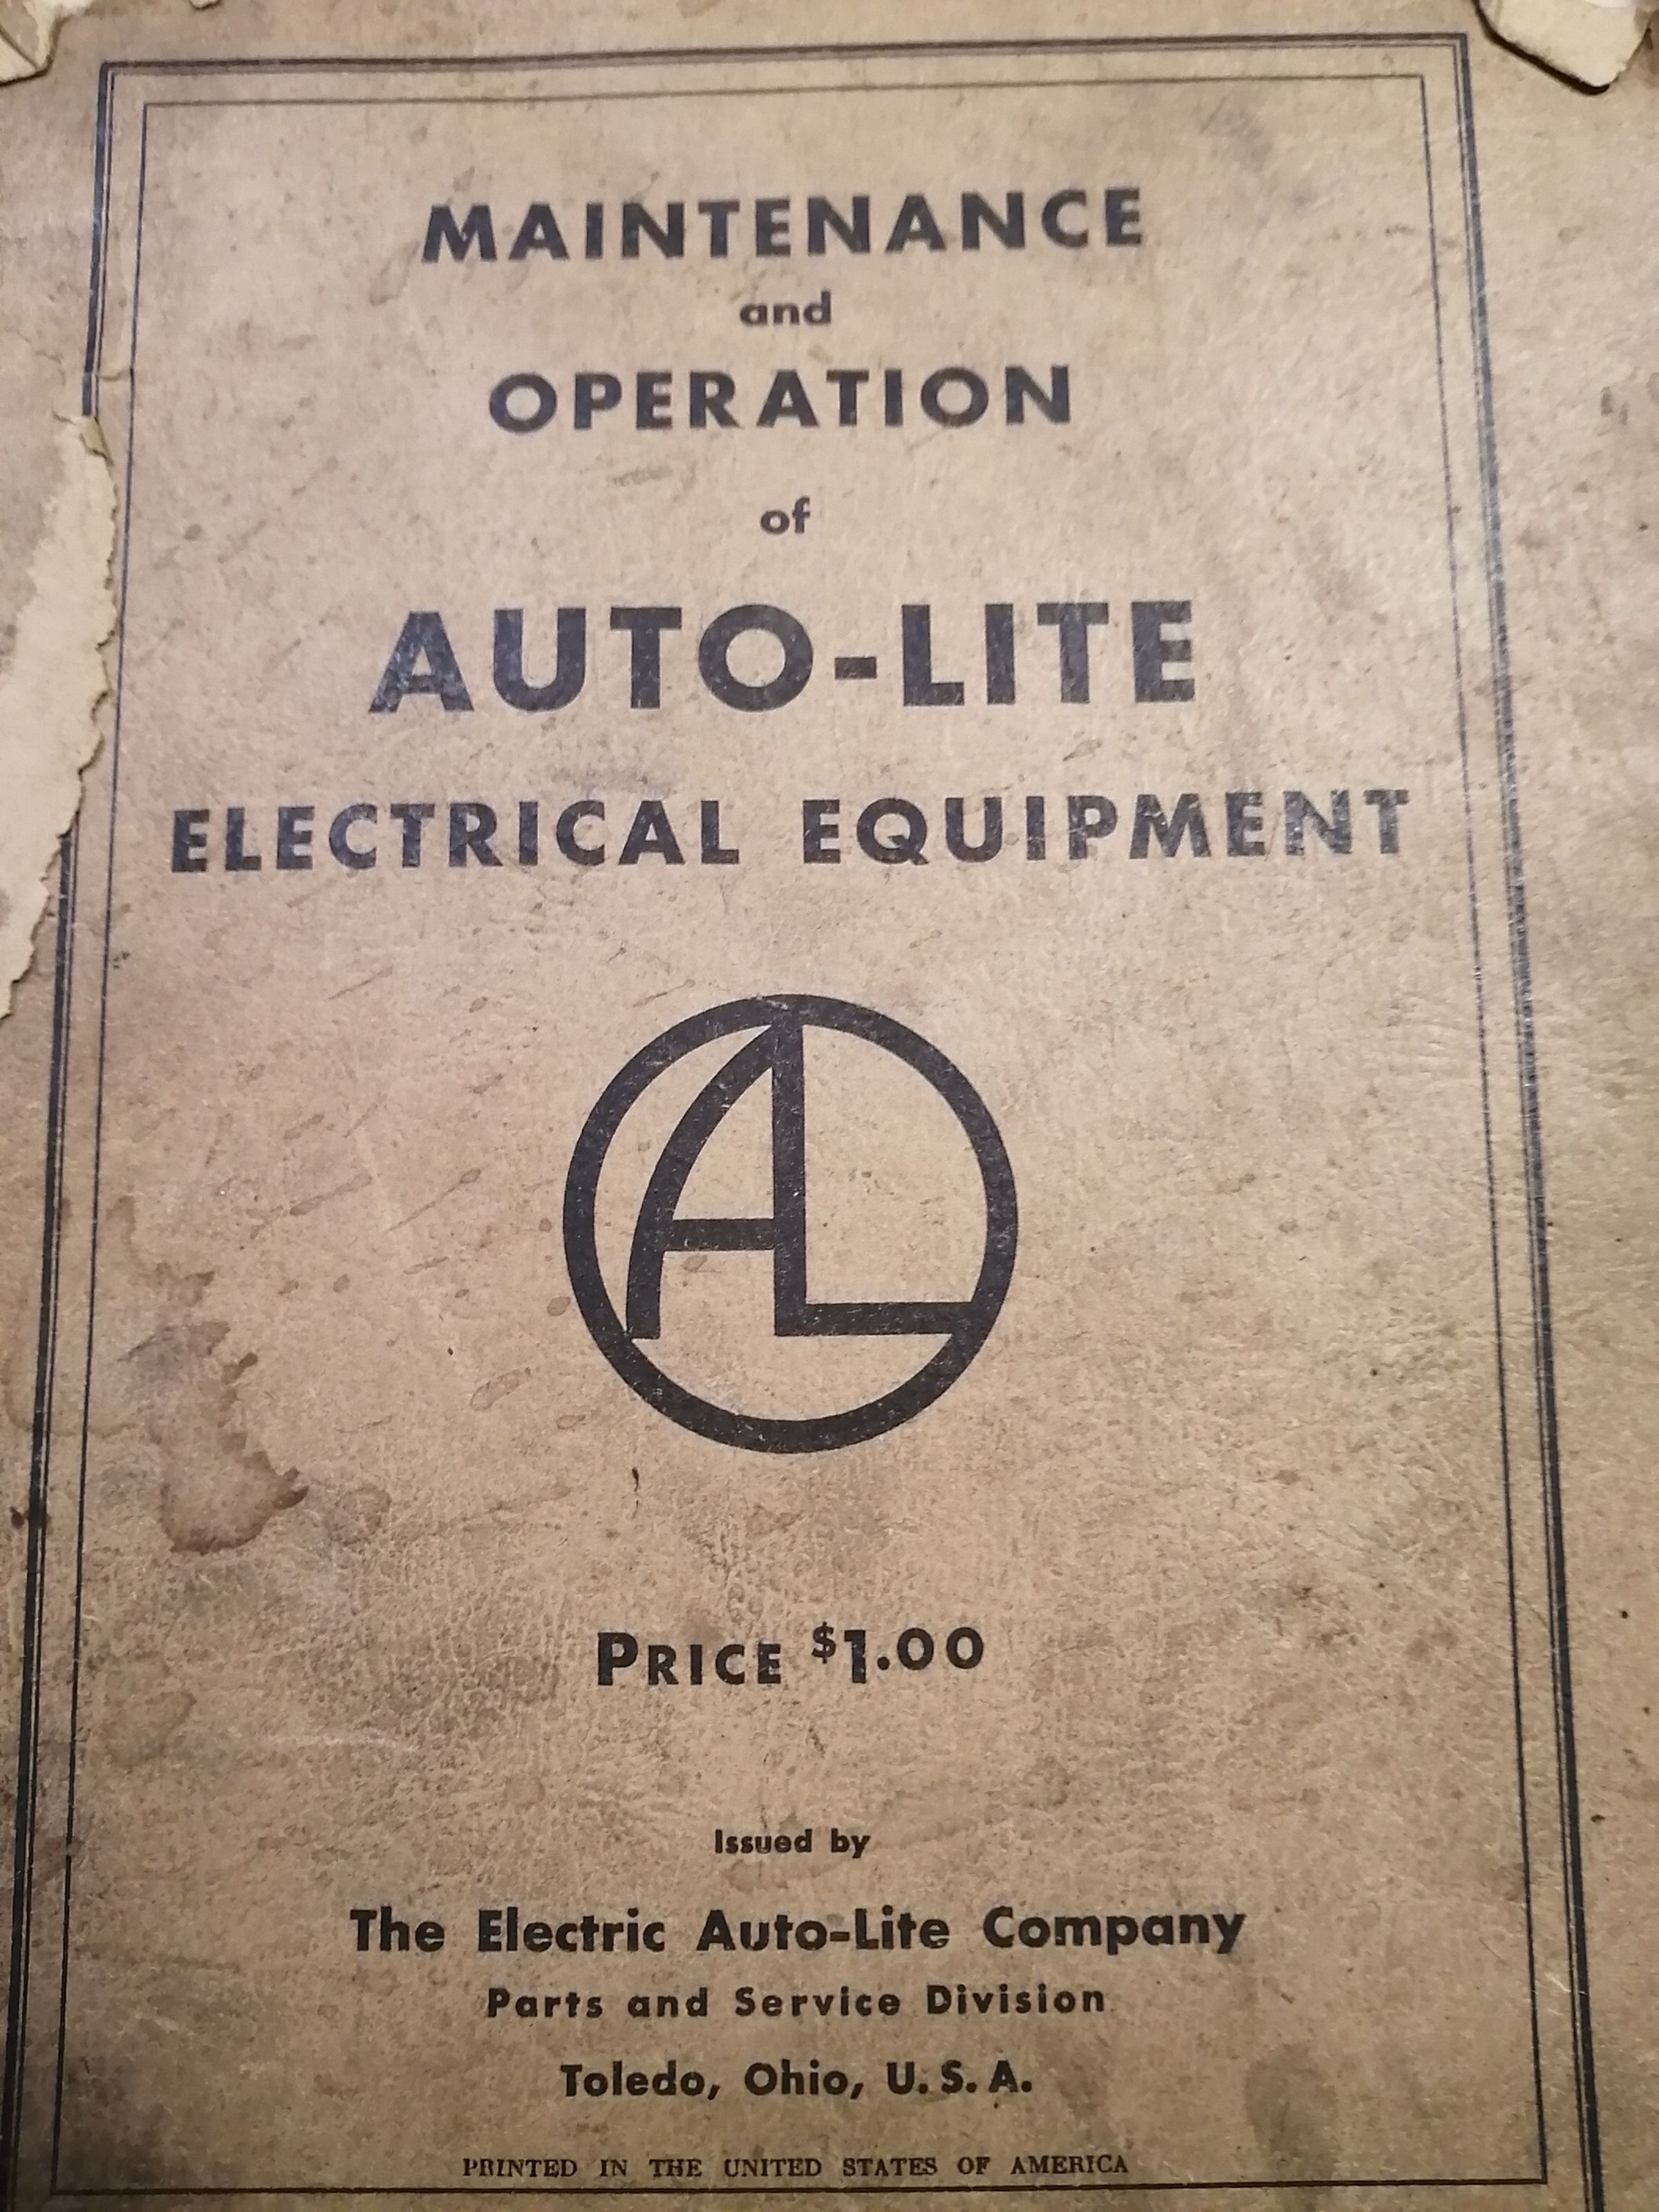 MAINTENANCE
and
OPERATION
of
AUTO-LITE
ELECTRICAL EQUIPMENT
AL
PRICE $1.00
Issued by
The Electric Auto-Lite Company
Parts and Service Division
Toledo, Ohio, U. S. A.
PRINTED IN THE UNITED STATES OF AMERICA